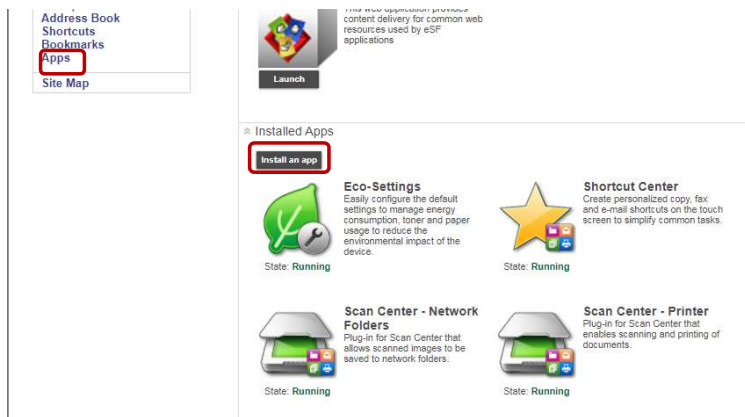 Address Book
Shortcuts
Bookmarks
Apps
Site Map
This web application provides
content delivery for common web
resources used by eSF
applications
Launch
Installed Apps
Install an app
Eco-Settings
Easily configure the default
settings to manage energy
consumption, toner and paper
usage to reduce the
environmental impact of the
device.
State: Running
Shortcut Center
Create personalized copy, fax
and e-mail shortcuts on the touch
screen to simplify common tasks.
State: Running
Scan Center - Network
Folders
Plug-in for Scan Center that
allows scanned images to be
saved to network folders.
State: Running
Scan Center - Printer
Plug-in for Scan Center that
enables scanning and printing of
documents.
State: Running